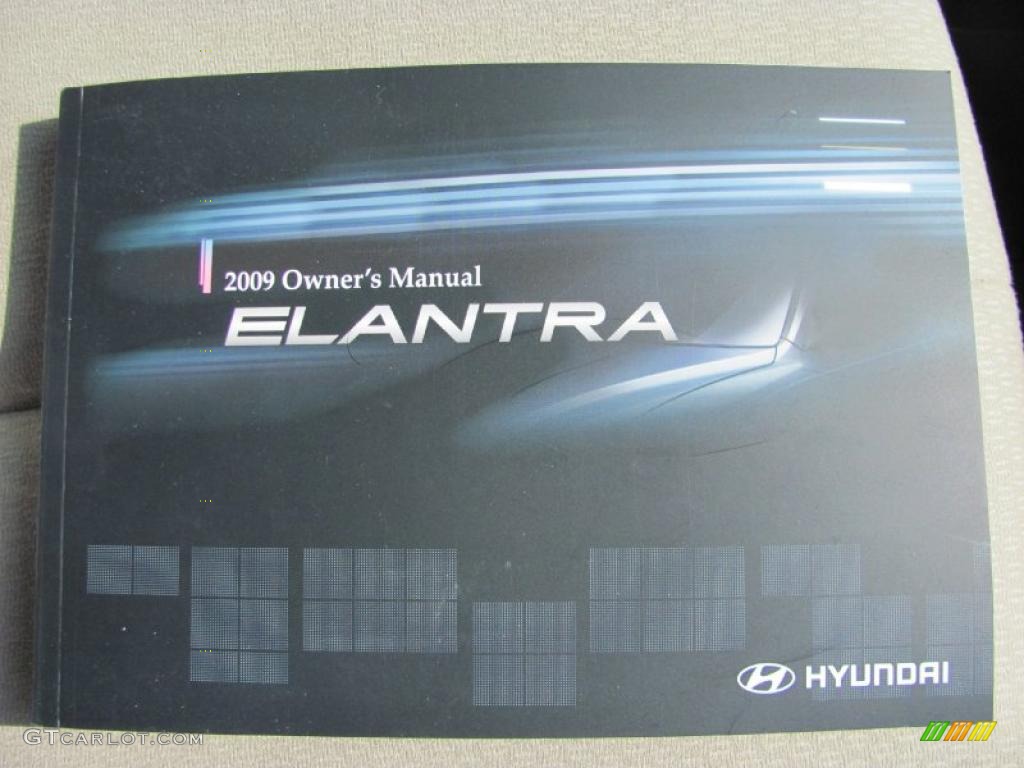 2009 Owner's Manual
ELANTRA
HYUNDAI
GTCARLOT.COM